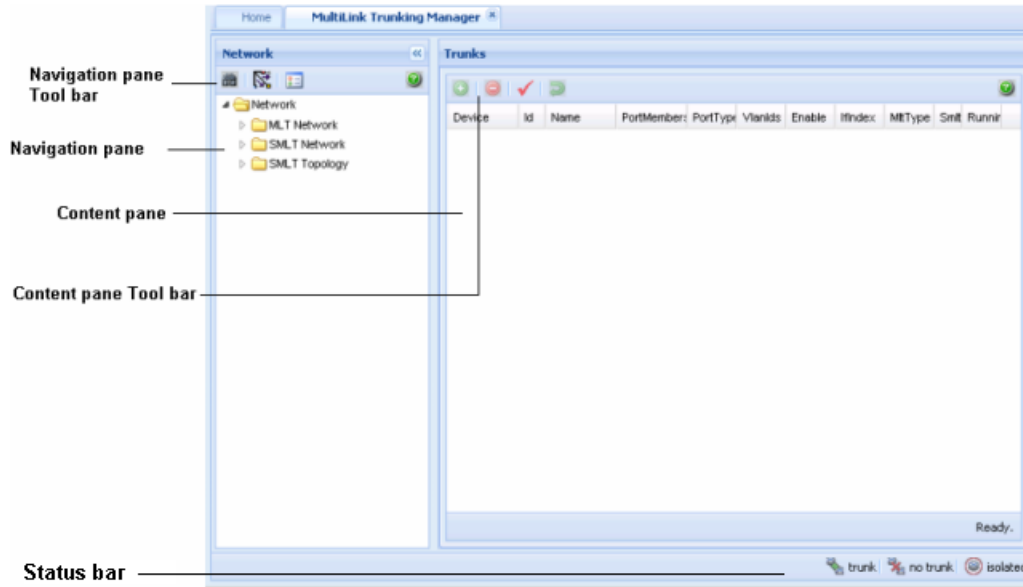 Home MultiLink Trunking Manager
Network Trunks
Navigation pane
Tool bar
Network
Device Id Name PortMembers PortType VlanIds Enable IfIndex MltType Smlt Runnin
MLT Network
Navigation pane
SMLT Network
SMLT Topology
Content pane
Content pane Tool bar
Ready.
Status bar
trunk no trunk isolated